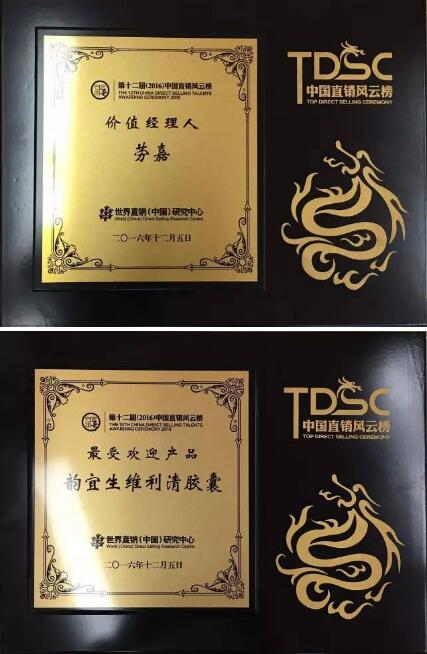 第十二届(2016)中国直销风云榜
THE 12TH CHINA DIRECT SELLING TALENTS
AWARDING CEREMONY,2016
价值经理人
劳嘉
世界直销(中国)研究中心
World (China) Direct Selling Research Centre
二〇一六年十二月五日
TDSC
中国直销风云榜
TOP DIRECT SELLING CEREMONY
第十二届(2016)中国直销风云榜
THE 12TH CHINA DIRECT SELLING TALENTS
AWARDING CEREMONY,2016
最受欢迎产品
韵宜生维利清胶囊
世界直销(中国)研究中心
World (China) Direct Selling Research Centre
二〇一六年十二月五日
TDSC
中国直销风云榜
TOP DIRECT SELLING CEREMONY